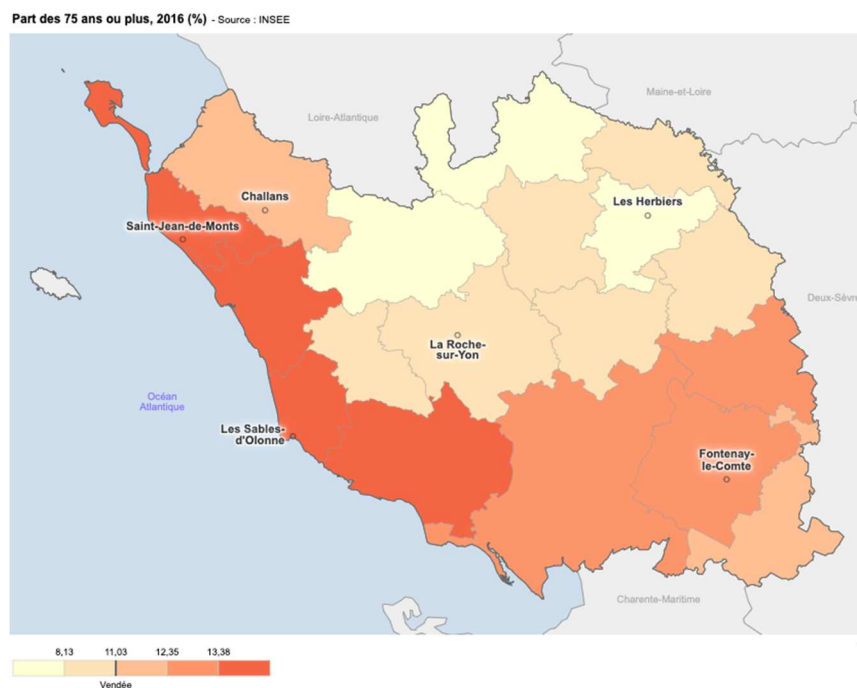 Part des 75 ans ou plus, 2016 (%) - Source : INSEE
Maine-et-Loire
Loire-Atlantique
Challans
Les Herbiers
Saint-Jean-de-Monts
Deux-Sèvr
La Roche-
sur-Yon
Océan
Atlantique
Les Sables-
d'Olonne
Fontenay-
le-Comte
Charente-Maritime
8,13 11,03 12,35 13,38
Vendée